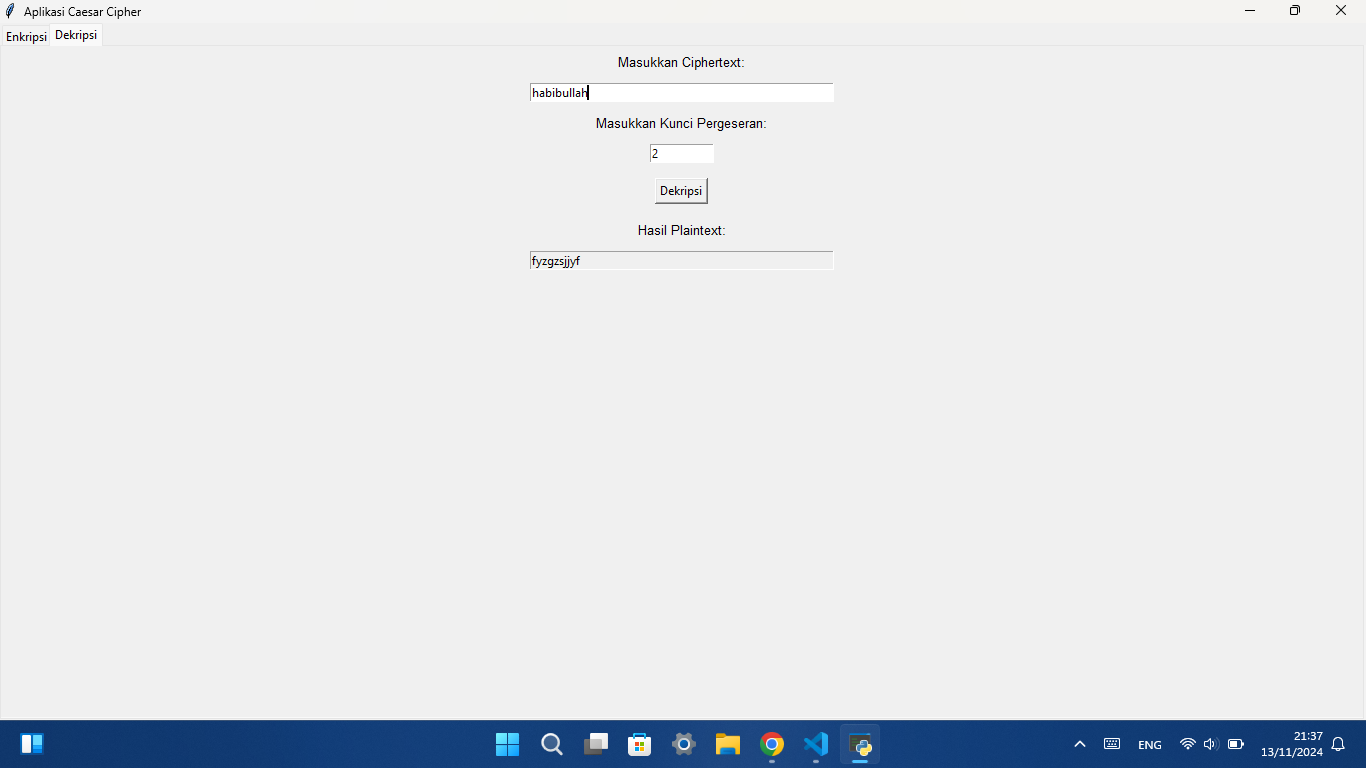 Aplikasi Caesar Cipher
Enkripsi Dekripsi
Masukkan Ciphertext:
habibullah
Masukkan Kunci Pergeseran:
2
Dekripsi
Hasil Plaintext:
fyzgzsjjyf
ENG
21:37
13/11/2024